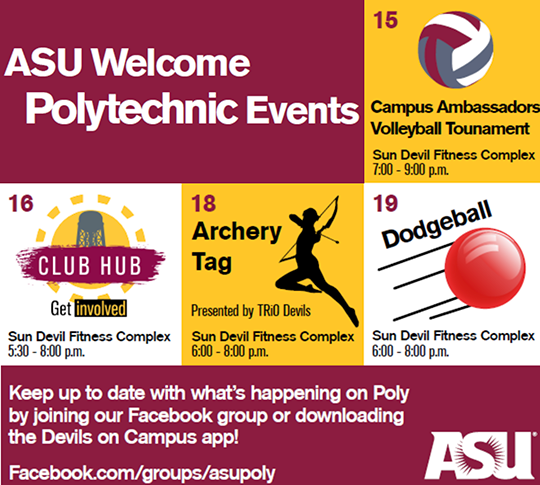 ASU Welcome
Polytechnic Events
15
Campus Ambassadors
Volleyball Tounament
Sun Devil Fitness Complex
7:00 - 9:00 p.m.
16
CLUB HUB
Get involved
Sun Devil Fitness Complex
5:30 - 8:00 p.m.
18
Archery
Tag
Presented by TRiO Devils
Sun Devil Fitness Complex
6:00 - 8:00 p.m.
19
Dodgeball
Sun Devil Fitness Complex
6:00 - 8:00 p.m.
Keep up to date with what's happening on Poly
by joining our Facebook group or downloading
the Devils on Campus app!
Facebook.com/groups/asupoly
ASU